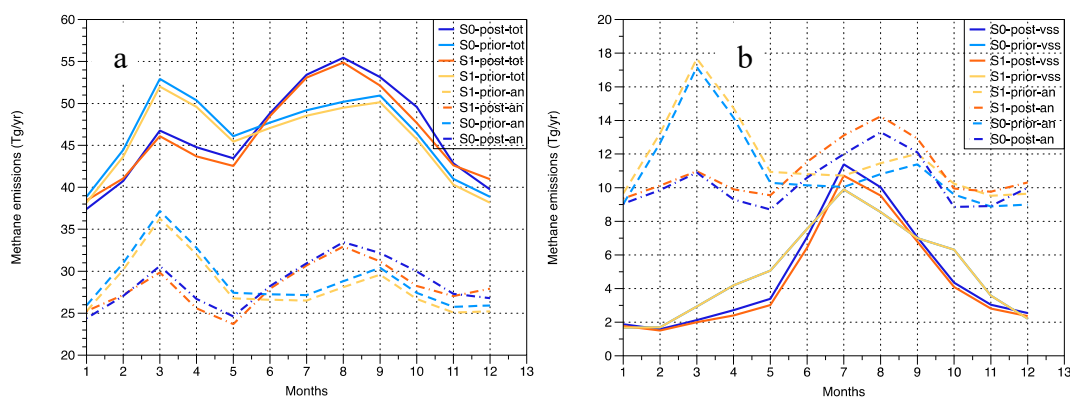 a
S0-post-tot
S0-prior-tot
S1-post-tot
S1-prior-tot
S1-prior-an
S1-post-an
S0-prior-an
S0-post-an
Methane emissions (Tg/yr)
60
55
50
45
40
35
30
25
20
1 2 3 4 5 6 7 8 9 10 11 12 13
Months
b
S0-post-vss
S0-prior-vss
S1-post-vss
S1-prior-vss
S1-prior-an
S1-post-an
S0-prior-an
S0-post-an
Methane emissions (Tg/yr)
20
18
16
14
12
10
8
6
4
2
0
1 2 3 4 5 6 7 8 9 10 11 12 13
Months